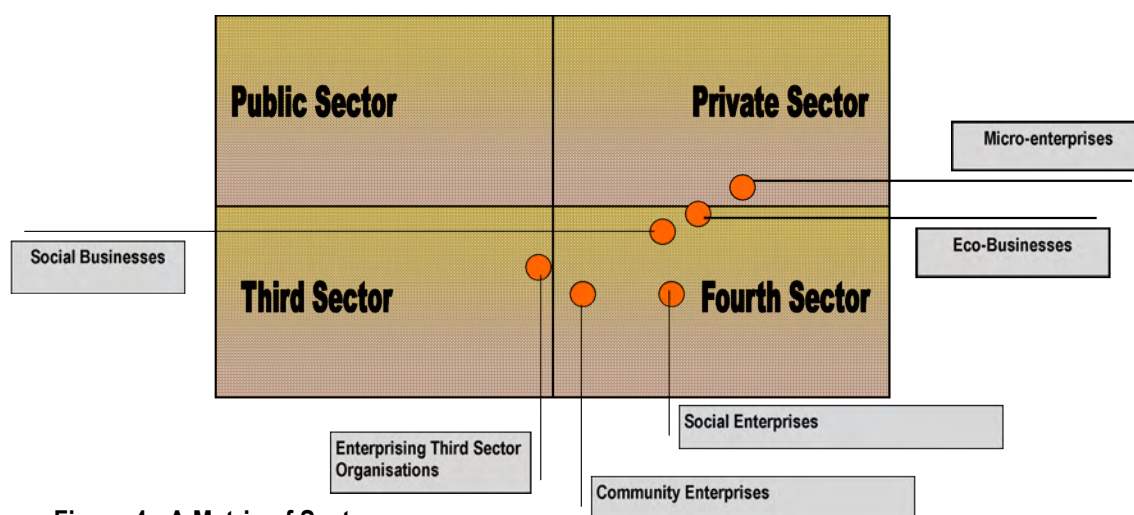 Public Sector
Private Sector
Micro-enterprises
Social Businesses
Eco-Businesses
Third Sector
Fourth Sector
Social Enterprises
Enterprising Third Sector
Organisations
Community Enterprises